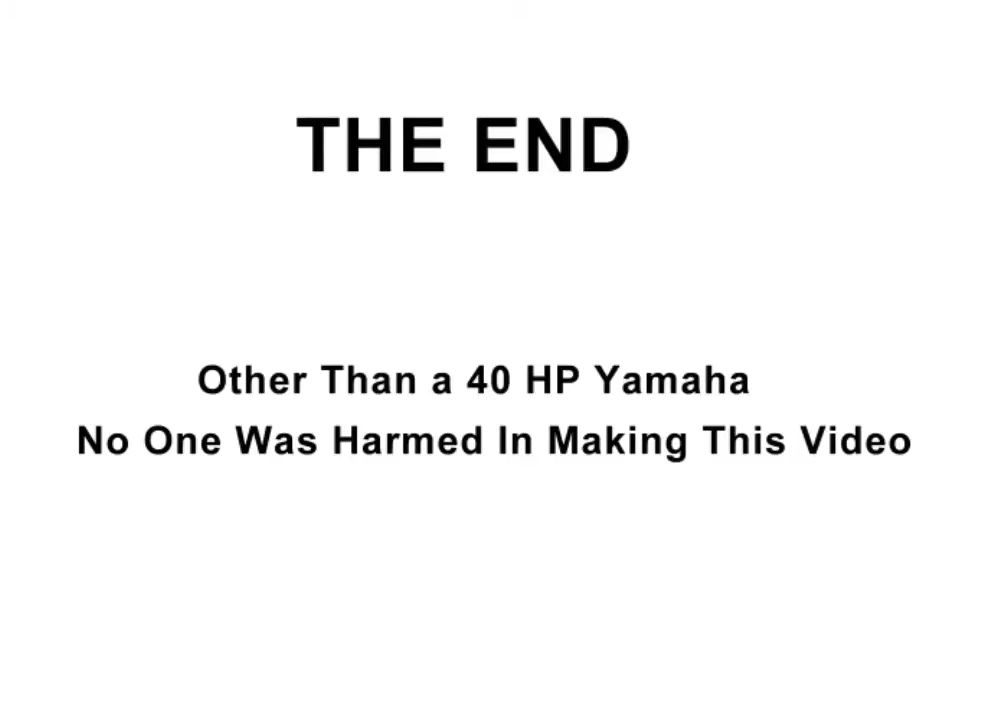 THE END
Other Than a 40 HP Yamaha
No One Was Harmed In Making This Video